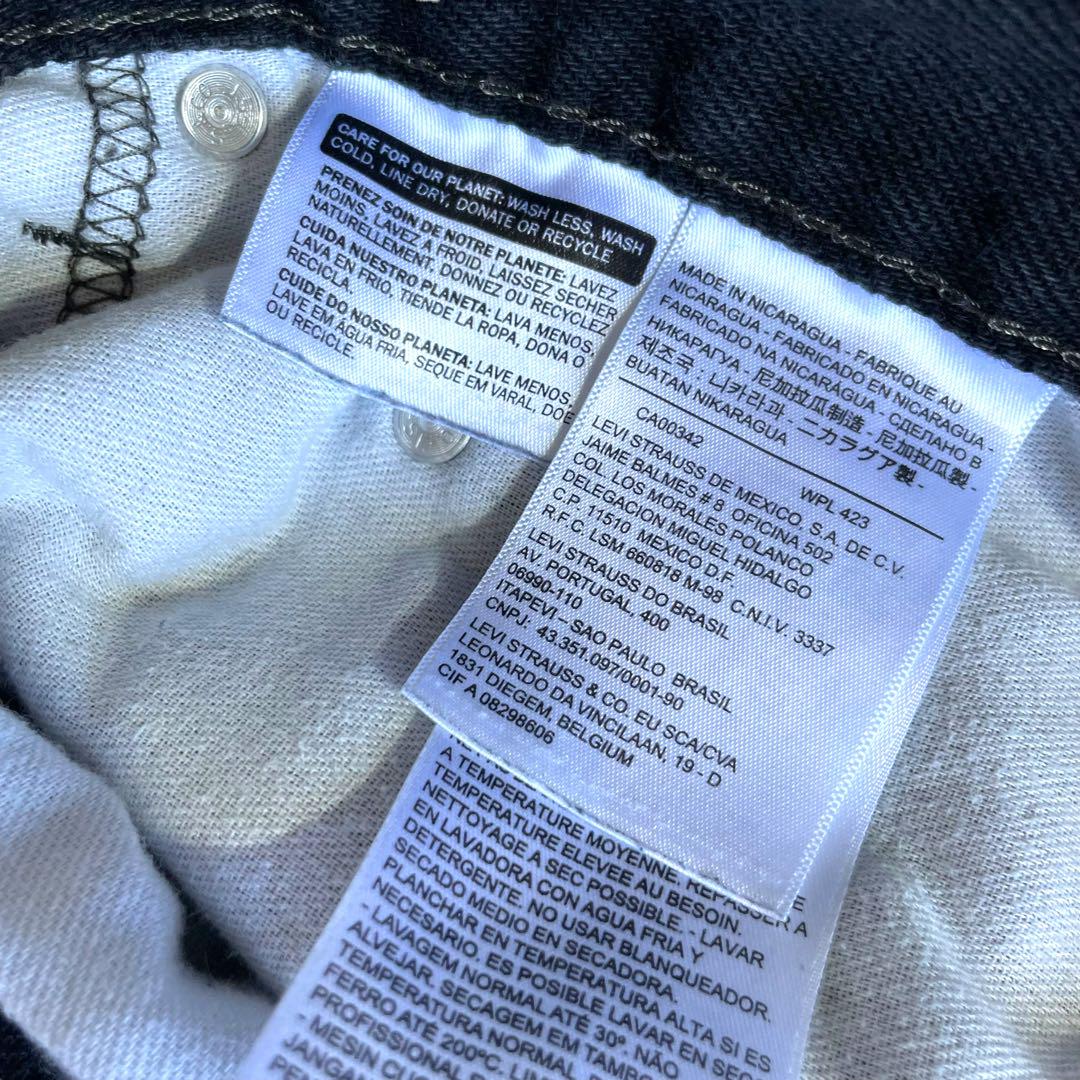 CARE FOR OUR PLANET: WASH LESS, WASH
COLD, LINE DRY, DONATE OR RECYCLE
PRENEZ SOIN DE NOTRE PLANETE: LAVEZ
MOINS, LAVEZ A FROID, LAISSEZ SECHER
NATURELLEMENT, DONNEZ OU RECYCLEZ
CUIDA NUESTRO PLANETA: LAVA MENOS,
LAVA EN FRIO, TIENDE LA ROPA, DONA O
RECICLA,
CUIDE DO NOSSO PLANETA: LAVE MENOS,
LAVE EM ÁGUA FRIA, SEQUE EM VARAL, DOE
OU RECICLE.
MADE IN NICARAGUA - FABRIQUE AU
NICARAGUA - FABRICADO EN NICARAGUA -
FABRICADO NA NICARÁGUA - СДЕЛАНО В
НИКАРАГУА - 尼加拉瓜制造 - 尼加拉瓜製 -
제조국 - 니카라과 - ニカラグア製 -
BUATAN NIKARAGUA
CA00342 WPL 423
LEVI STRAUSS DE MEXICO, S.A. DE C.V.
JAIME BALMES # 8 OFICINA 502
COL. LOS MORALES POLANCO
DELEGACION MIGUEL HIDALGO
C.P. 11510 MEXICO D.F
R.F.C. LSM 660818 M-98 C.N.I.V. 3337
LEVI STRAUSS DO BRASIL
AV. PORTUGAL, 400
06990-110
ITAPEVI – SAO PAULO BRASIL
CNPJ: 43.351.097/0001-90
LEVI STRAUSS & CO. EU SCA/CVA
LEONARDO DA VINCILAAN, 19 - D
1831 DIEGEM, BELGIUM
CIF A 08298606
A TEMPERATURE MOYENNE. REPASSER A
TEMPERATURE ELEVEE AU BESOIN.
NETTOYAGE A SEC POSSIBLE - LAVAR
EN LAVADORA CON AGUA FRIA Y
DETERGENTE. NO USAR BLANQUEADOR.
SECADO MEDIO EN SECADORA.
PLANCHAR EN TEMPERATURA ALTA SI ES
NECESARIO. ES POSIBLE LAVAR EN SECO
- LAVAGEM NORMAL ATÉ 30º. NÃO
ALVEJAR. SECAGEM EM TAMBO
TEMPERATURA NORMAL.
FERRO ATÉ 200ºC.
PROFISSIONAL
- MESIN
JANGAN